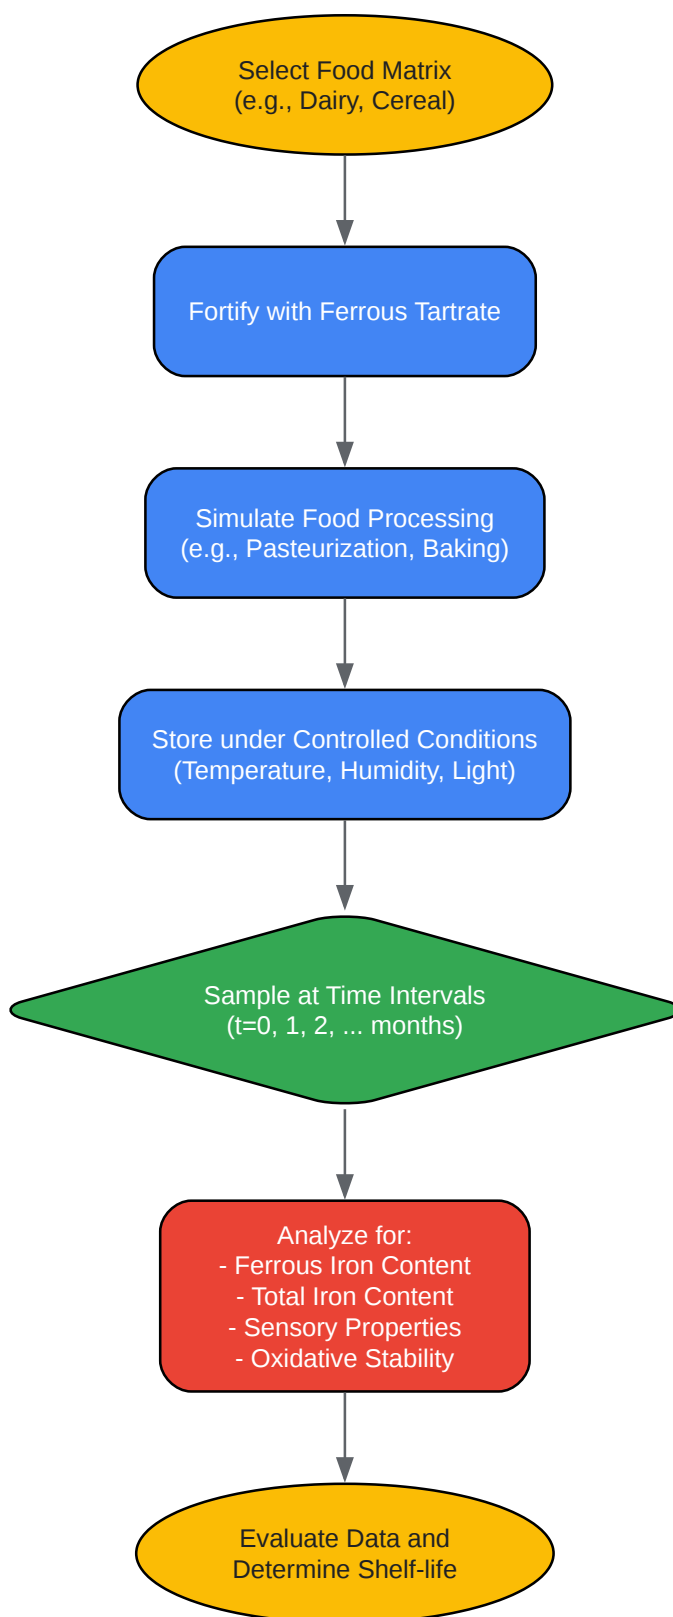 Select Food Matrix
(e.g., Dairy, Cereal)
Fortify with Ferrous Tartrate
Simulate Food Processing
(e.g., Pasteurization, Baking)
Store under Controlled Conditions
(Temperature, Humidity, Light)
Sample at Time Intervals
(t=0, 1, 2, ... months)
Analyze for:
- Ferrous Iron Content
- Total Iron Content
- Sensory Properties
- Oxidative Stability
Evaluate Data and
Determine Shelf-life